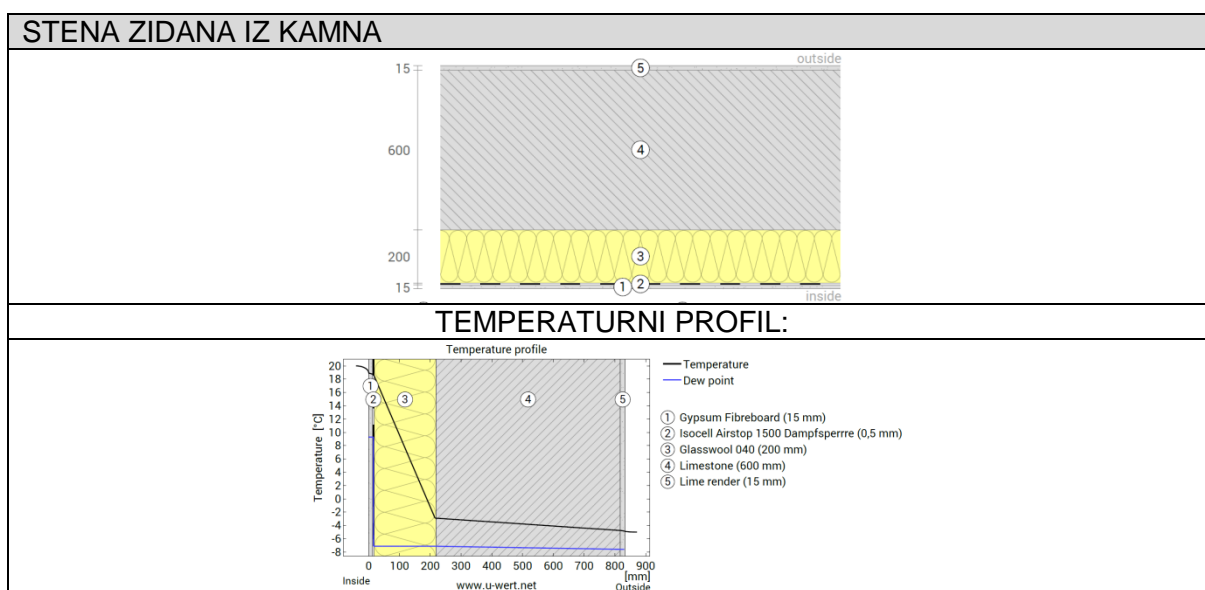 STENA ZIDANA IZ KAMNA
outside
15
5
600
4
200
3
15
1 2
inside
TEMPERATURNI PROFIL:
Temperature profile
Temperature [°C]
20
18
16
14
12
10
8
6
4
2
0
-2
-4
-6
-8
1
2 3 4 5
0 100 200 300 400 500 600 700 800 900
[mm]
Inside www.u-wert.net Outside
Temperature
Dew point
1 Gypsum Fibreboard (15 mm)
2 Isocell Airstop 1500 Dampfsperrre (0,5 mm)
3 Glasswool 040 (200 mm)
4 Limestone (600 mm)
5 Lime render (15 mm)